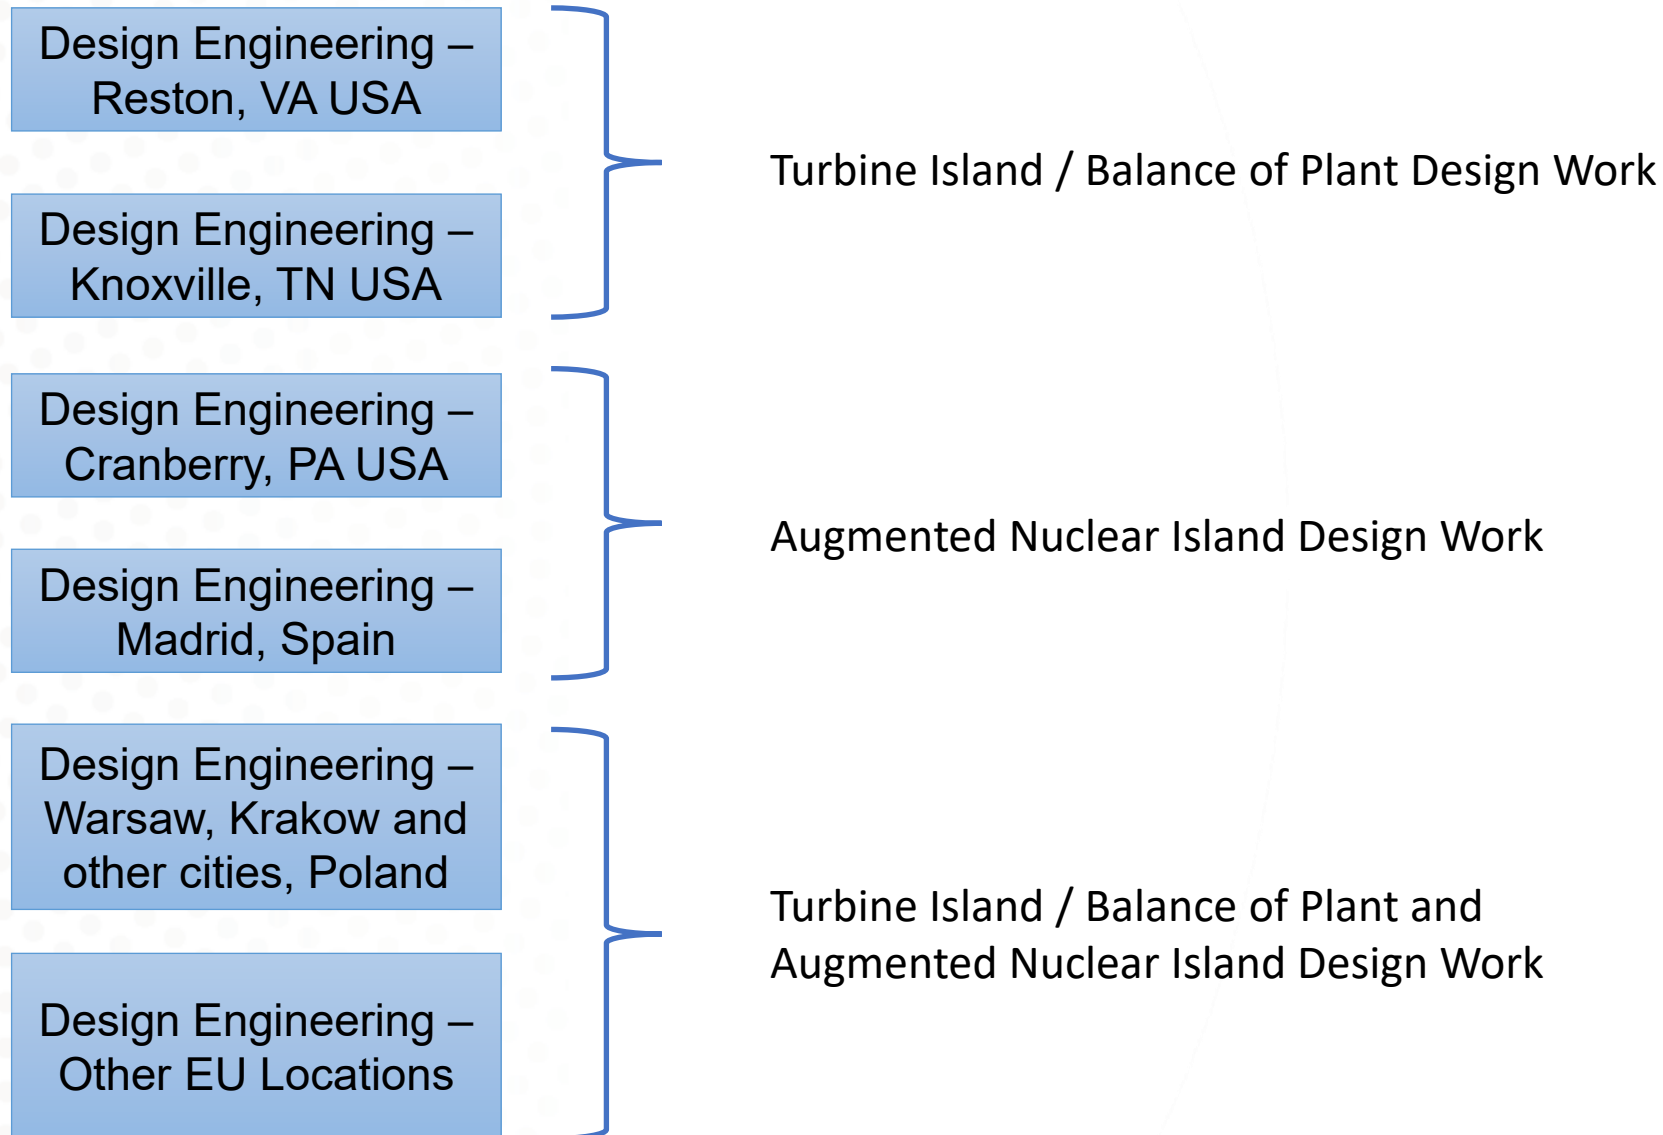 Design Engineering –
Reston, VA USA
Design Engineering –
Knoxville, TN USA
Turbine Island / Balance of Plant Design Work
Design Engineering –
Cranberry, PA USA
Design Engineering –
Madrid, Spain
Augmented Nuclear Island Design Work
Design Engineering –
Warsaw, Krakow and
other cities, Poland
Design Engineering –
Other EU Locations
Turbine Island / Balance of Plant and
Augmented Nuclear Island Design Work